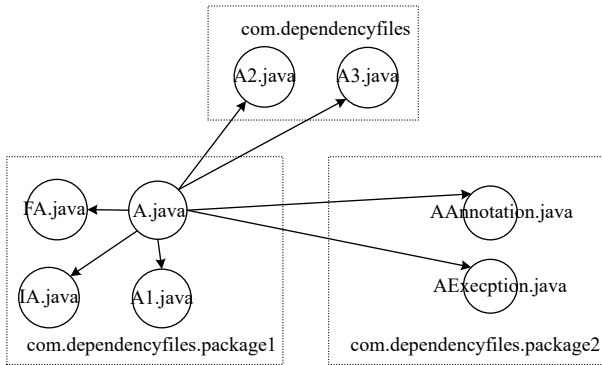 com.dependencyfiles
A2.java
A3.java
FA.java
A.java
AAnnotation.java
IA.java
A1.java
AExecption.java
com.dependencyfiles.package1
com.dependencyfiles.package2